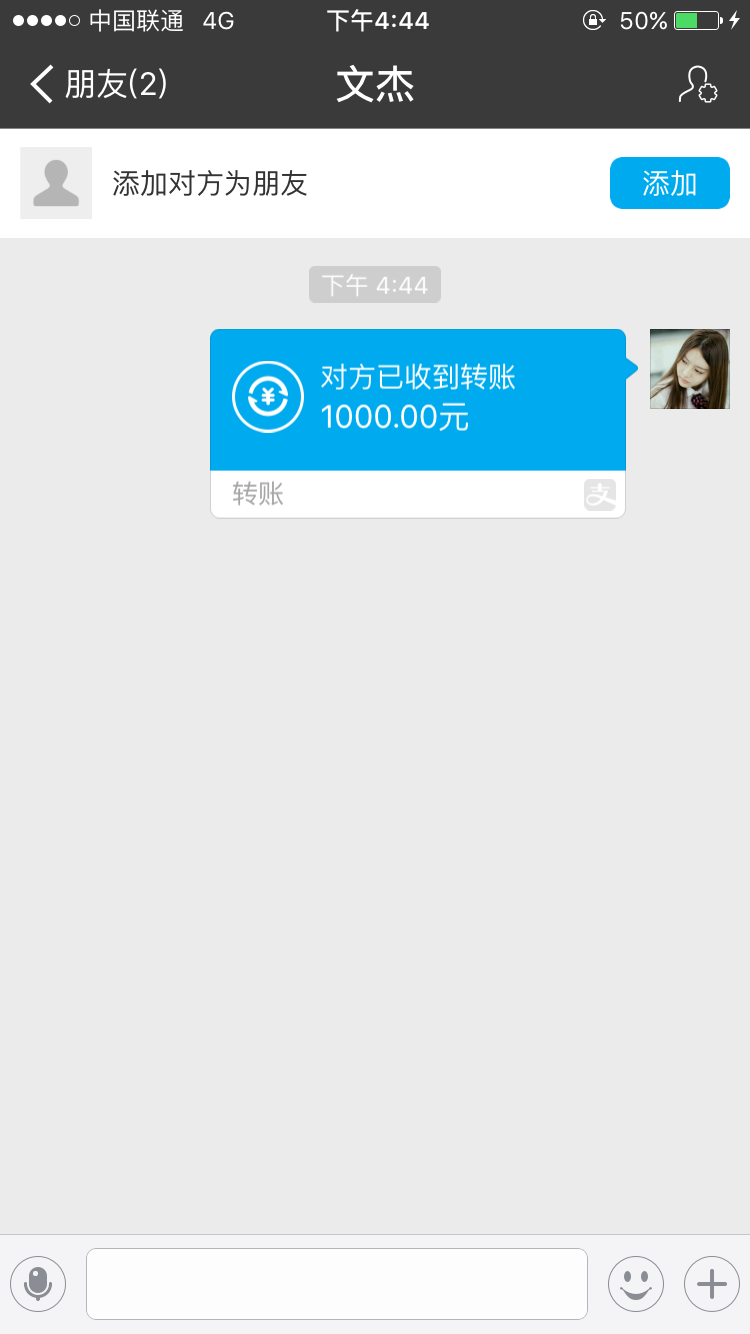 中国联通 4G 下午4:44 50%
朋友(2) 文杰
添加对方为朋友 添加
下午 4:44
¥ 对方已收到转账
1000.00元
转账 支